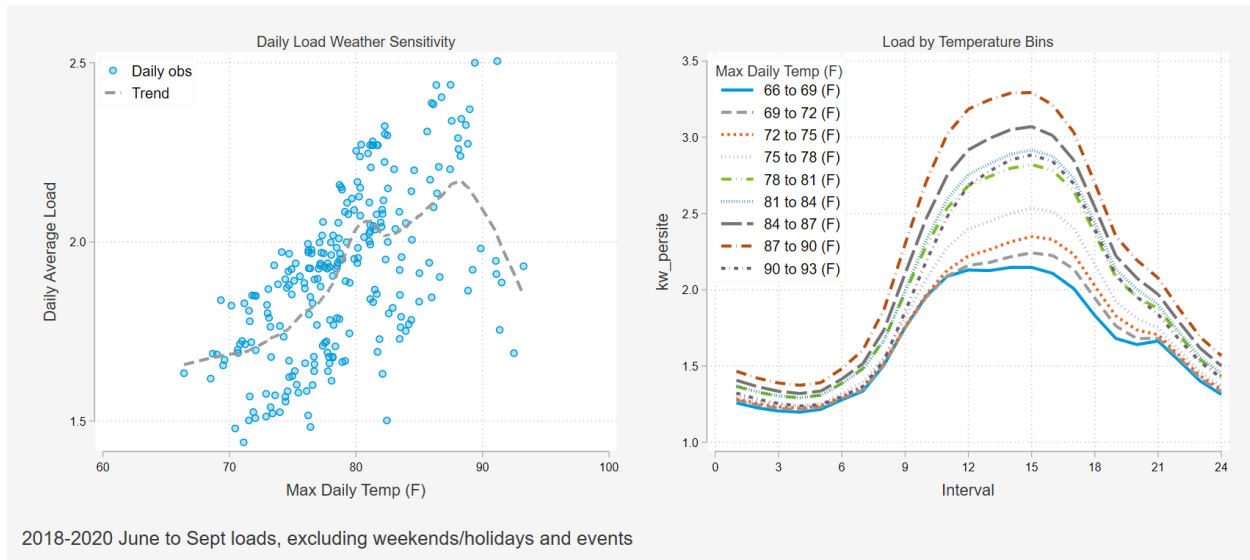 Daily Load Weather Sensitivity
2.5
2.0
1.5
Daily Average Load
Daily obs
Trend
60
70
80
90
100
Max Daily Temp (F)
Load by Temperature Bins
3.5
3.0
2.5
2.0
1.5
1.0
kw_persite
Max Daily Temp (F)
66 to 69 (F)
69 to 72 (F)
72 to 75 (F)
75 to 78 (F)
78 to 81 (F)
81 to 84 (F)
84 to 87 (F)
87 to 90 (F)
90 to 93 (F)
0
3
6
9
12
15
18
21
24
Interval
2018-2020 June to Sept loads, excluding weekends/holidays and events